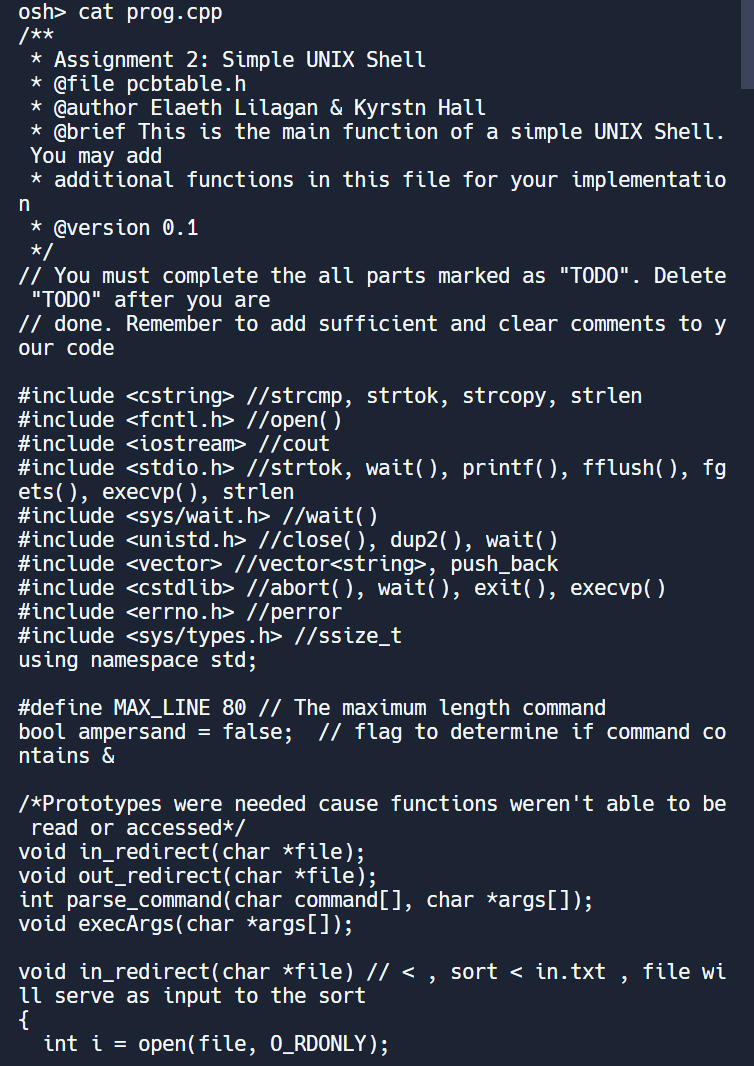 osh> cat prog.cpp
/**
 * Assignment 2: Simple UNIX Shell
 * @file pcbtable.h
 * @author Elaeth Lilagan & Kyrstn Hall
 * @brief This is the main function of a simple UNIX Shell.
 You may add
 * additional functions in this file for your implementatio
n
 * @version 0.1
 */
// You must complete the all parts marked as "TODO". Delete
 "TODO" after you are
// done. Remember to add sufficient and clear comments to y
our code

#include <cstring> //strcmp, strtok, strcopy, strlen
#include <fcntl.h> //open()
#include <iostream> //cout
#include <stdio.h> //strtok, wait(), printf(), fflush(), fg
ets(), execvp(), strlen
#include <sys/wait.h> //wait()
#include <unistd.h> //close(), dup2(), wait()
#include <vector> //vector<string>, push_back
#include <cstdlib> //abort(), wait(), exit(), execvp()
#include <errno.h> //perror
#include <sys/types.h> //ssize_t
using namespace std;

#define MAX_LINE 80 // The maximum length command
bool ampersand = false;  // flag to determine if command co
ntains &

/*Prototypes were needed cause functions weren't able to be
 read or accessed*/
void in_redirect(char *file);
void out_redirect(char *file);
int parse_command(char command[], char *args[]);
void execArgs(char *args[]);

void in_redirect(char *file) // < , sort < in.txt , file wi
ll serve as input to the sort
{
  int i = open(file, O_RDONLY);